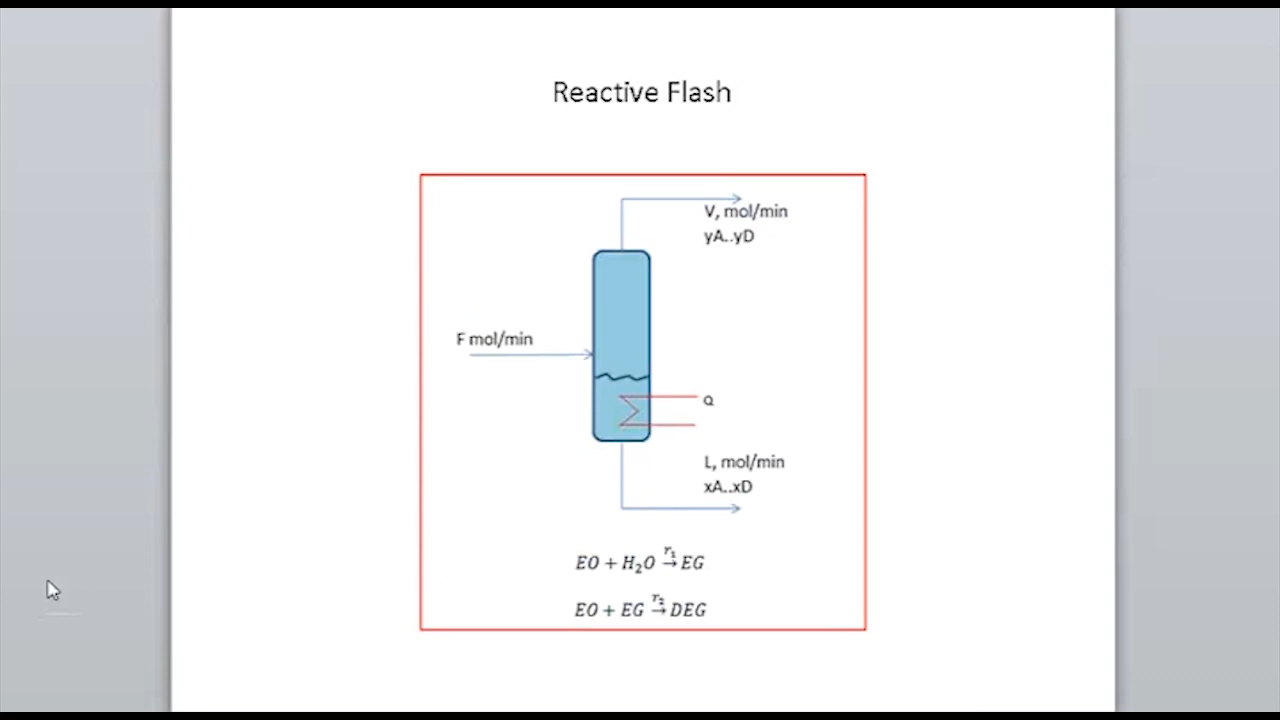 Reactive Flash
V, mol/min
yA..yD
F mol/min
Q
L, mol/min
xA..xD
EO + H₂O →^{r₁} EG
EO + EG →^{r₂} DEG